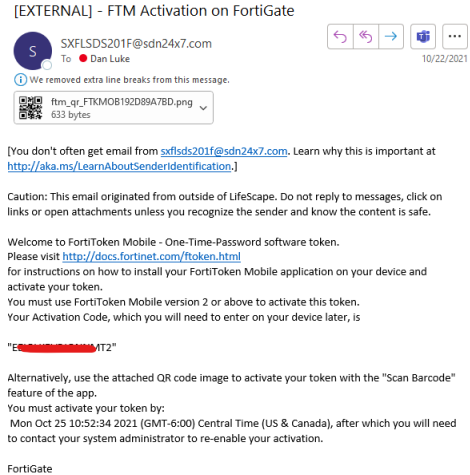 [EXTERNAL] - FTM Activation on FortiGate
S
SXFLSDS201F@sdn24x7.com
To Dan Luke
10/22/2021
We removed extra line breaks from this message.
ftm_qr_FTKMOB192D89A7BD.png
633 bytes
[You don't often get email from sxflsds201f@sdn24x7.com. Learn why this is important at
http://aka.ms/LearnAboutSenderIdentification.]
Caution: This email originated from outside of LifeScape. Do not reply to messages, click on
links or open attachments unless you recognize the sender and know the content is safe.
Welcome to FortiToken Mobile - One-Time-Password software token.
Please visit http://docs.fortinet.com/ftoken.html
for instructions on how to install your FortiToken Mobile application on your device and
activate your token.
You must use FortiToken Mobile version 2 or above to activate this token.
Your Activation Code, which you will need to enter on your device later, is
MT2"
Alternatively, use the attached QR code image to activate your token with the "Scan Barcode"
feature of the app.
You must activate your token by:
Mon Oct 25 10:52:34 2021 (GMT-6:00) Central Time (US & Canada), after which you will need
to contact your system administrator to re-enable your activation.
FortiGate